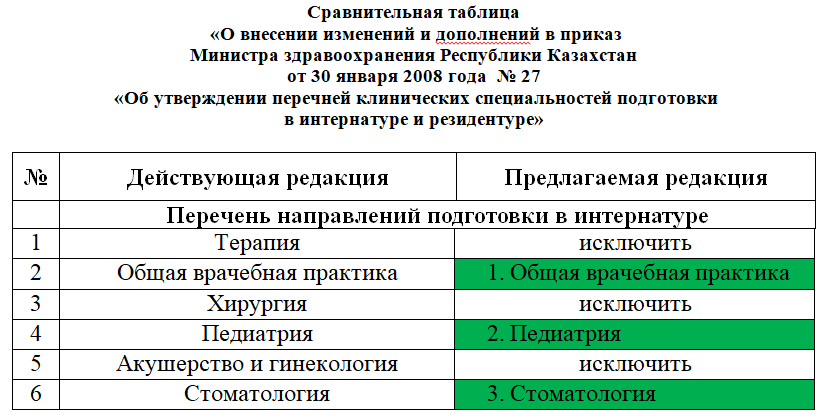 Сравнительная таблица
«О внесении изменений и дополнений в приказ
Министра здравоохранения Республики Казахстан
от 30 января 2008 года № 27
«Об утверждении перечней клинических специальностей подготовки
в интернатуре и резидентуре»
№ Действующая редакция Предлагаемая редакция
Перечень направлений подготовки в интернатуре
1 Терапия исключить
2 Общая врачебная практика 1. Общая врачебная практика
3 Хирургия исключить
4 Педиатрия 2. Педиатрия
5 Акушерство и гинекология исключить
6 Стоматология 3. Стоматология